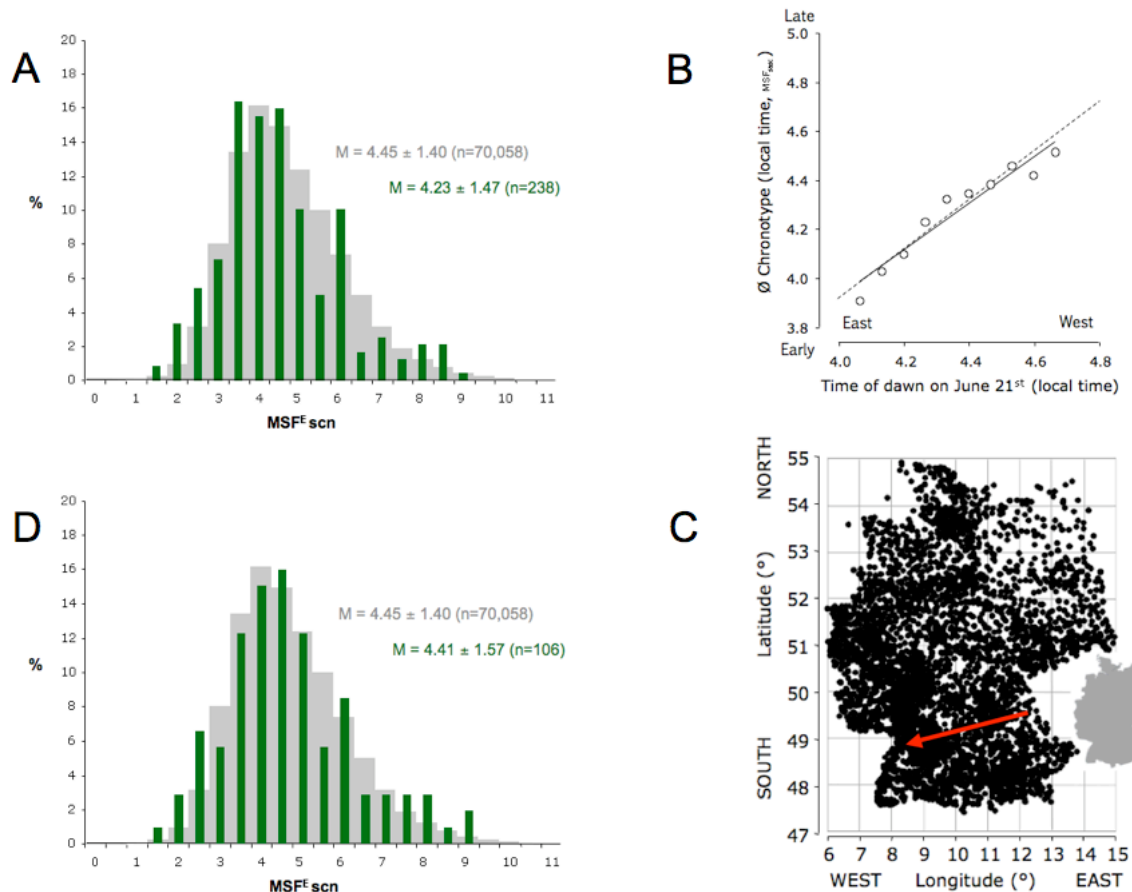 A
20
18
16
14
12
10
8
6
4
2
0
%
M = 4.45 ± 1.40 (n=70,058)
M = 4.23 ± 1.47 (n=238)
0 1 2 3 4 5 6 7 8 9 10 11
MSFᴱ scn
B
Late
5.0
4.8
4.6
4.4
4.2
4.0
3.8
Early
Ø Chronotype (local time, MSFsasc)
East West
4.0 4.2 4.4 4.6 4.8
Time of dawn on June 21ˢᵗ (local time)
D
20
18
16
14
12
10
8
6
4
2
0
%
M = 4.45 ± 1.40 (n=70,058)
M = 4.41 ± 1.57 (n=106)
0 1 2 3 4 5 6 7 8 9 10 11
MSFᴱ scn
C
NORTH
Latitude (°)
SOUTH
55
54
53
52
51
50
49
48
47
6 7 8 9 10 11 12 13 14 15
WEST Longitude (°) EAST